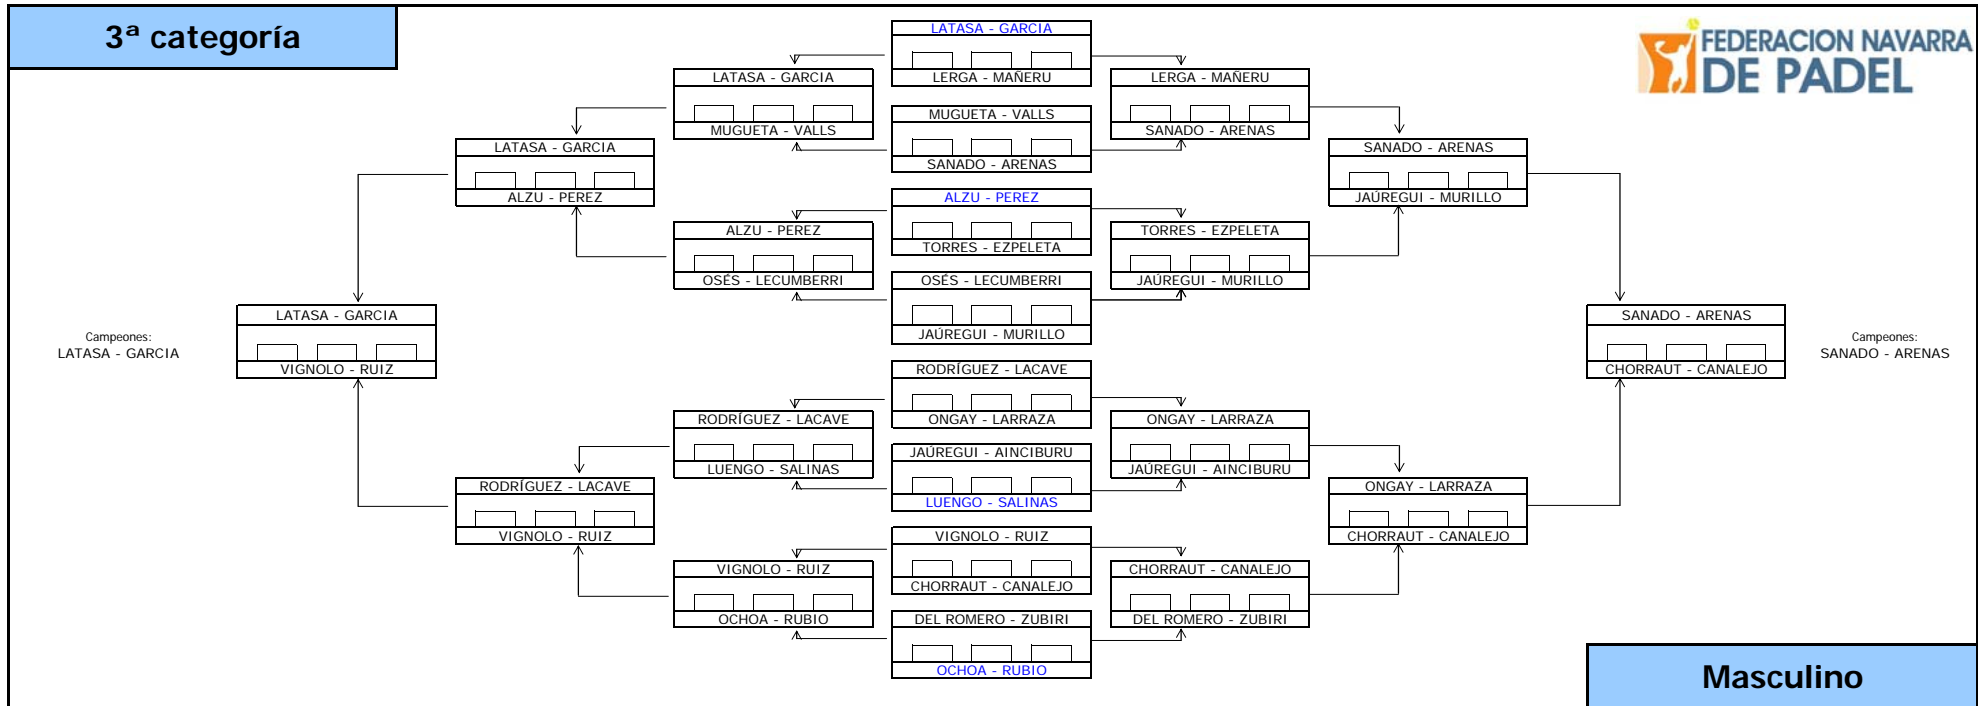 3ª categoría
FEDERACION NAVARRA
DE PADEL
LATASA - GARCIA
LERGA - MAÑERU
MUGUETA - VALLS
SANADO - ARENAS
ALZU - PEREZ
TORRES - EZPELETA
OSÉS - LECUMBERRI
JAÚREGUI - MURILLO
RODRÍGUEZ - LACAVE
ONGAY - LARRAZA
JAÚREGUI - AINCIBURU
LUENGO - SALINAS
VIGNOLO - RUIZ
CHORRAUT - CANALEJO
DEL ROMERO - ZUBIRI
OCHOA - RUBIO
LATASA - GARCIA
MUGUETA - VALLS
ALZU - PEREZ
OSÉS - LECUMBERRI
RODRÍGUEZ - LACAVE
LUENGO - SALINAS
VIGNOLO - RUIZ
OCHOA - RUBIO
LATASA - GARCIA
ALZU - PEREZ
RODRÍGUEZ - LACAVE
VIGNOLO - RUIZ
LATASA - GARCIA
VIGNOLO - RUIZ
Campeones:
LATASA - GARCIA
LERGA - MAÑERU
SANADO - ARENAS
TORRES - EZPELETA
JAÚREGUI - MURILLO
ONGAY - LARRAZA
JAÚREGUI - AINCIBURU
CHORRAUT - CANALEJO
DEL ROMERO - ZUBIRI
SANADO - ARENAS
JAÚREGUI - MURILLO
ONGAY - LARRAZA
CHORRAUT - CANALEJO
SANADO - ARENAS
CHORRAUT - CANALEJO
Campeones:
SANADO - ARENAS
Masculino